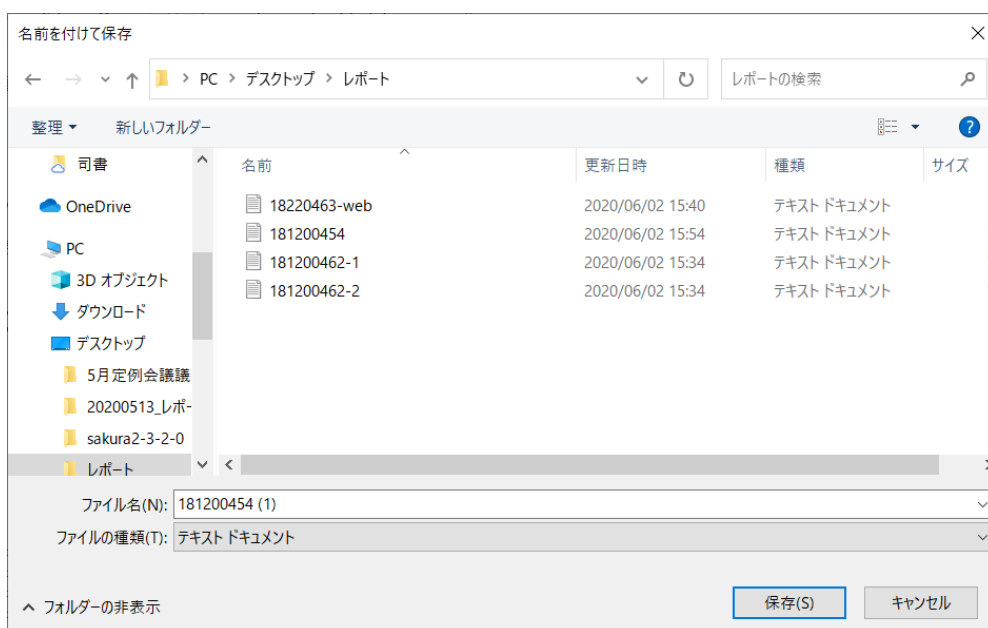 名前を付けて保存
PC > デスクトップ > レポート
レポートの検索
整理
新しいフォルダー
司書
OneDrive
PC
3D オブジェクト
ダウンロード
デスクトップ
5月定例会議議
20200513_レポー
sakura2-3-2-0
レポート
名前 更新日時 種類 サイズ
18220463-web 2020/06/02 15:40 テキスト ドキュメント
181200454 2020/06/02 15:54 テキスト ドキュメント
181200462-1 2020/06/02 15:34 テキスト ドキュメント
181200462-2 2020/06/02 15:34 テキスト ドキュメント
ファイル名(N): 181200454 (1)
ファイルの種類(T): テキスト ドキュメント
フォルダーの非表示
保存(S)
キャンセル